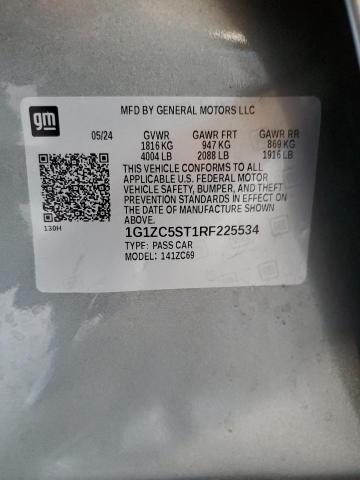 gm
MFD BY GENERAL MOTORS LLC
05/24 GVWR GAWR FRT GAWR RR
1816 KG 947 KG 869 KG
4004 LB 2088 LB 1916 LB
THIS VEHICLE CONFORMS TO ALL
APPLICABLE U.S. FEDERAL MOTOR
VEHICLE SAFETY, BUMPER, AND THEFT
PREVENTION STANDARDS IN EFFECT
ON THE DATE OF MANUFACTURE SHOWN
ABOVE.
130H
1G1ZC5ST1RF225534
TYPE: PASS CAR
MODEL: 141ZC69